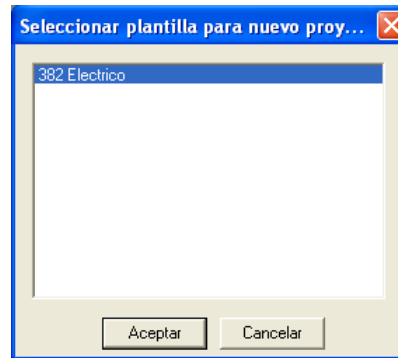 Seleccionar plantilla para nuevo proy...
382 Electrico
Aceptar
Cancelar